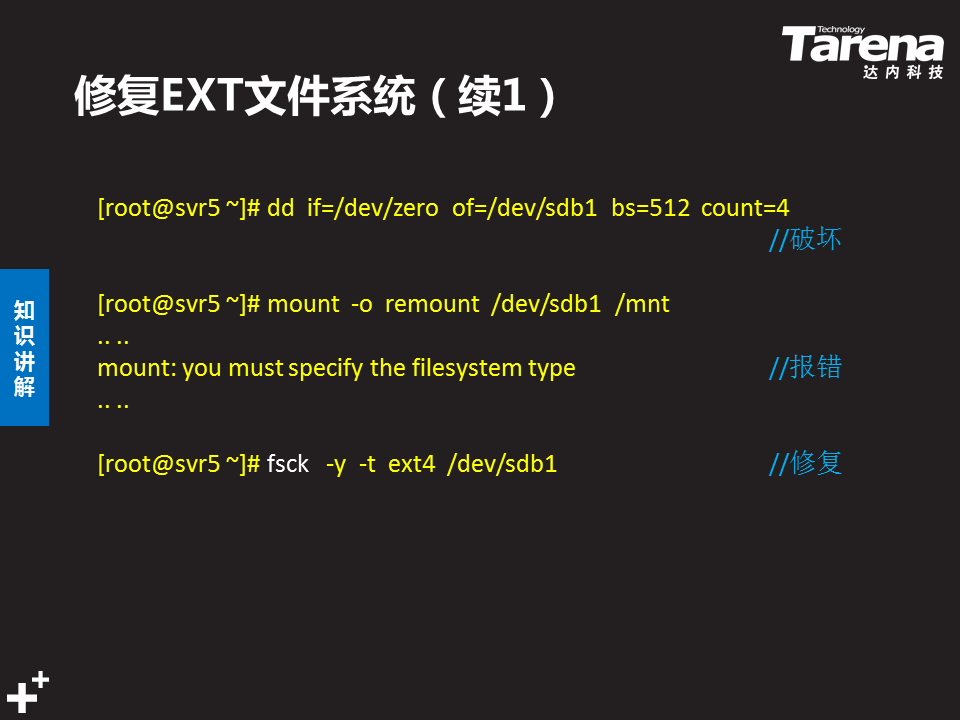 Technology
Tarena
达内科技
修复EXT文件系统（续1）
[root@svr5 ~]# dd if=/dev/zero of=/dev/sdb1 bs=512 count=4
//破坏
[root@svr5 ~]# mount -o remount /dev/sdb1 /mnt
.. ..
mount: you must specify the filesystem type //报错
.. ..
[root@svr5 ~]# fsck -y -t ext4 /dev/sdb1 //修复
知识讲解